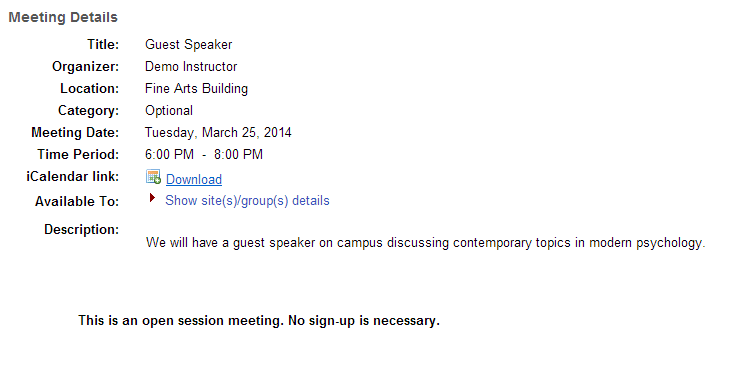 Meeting Details
Title: Guest Speaker
Organizer: Demo Instructor
Location: Fine Arts Building
Category: Optional
Meeting Date: Tuesday, March 25, 2014
Time Period: 6:00 PM - 8:00 PM
iCalendar link: Download
Available To: Show site(s)/group(s) details
Description:
We will have a guest speaker on campus discussing contemporary topics in modern psychology.
This is an open session meeting. No sign-up is necessary.